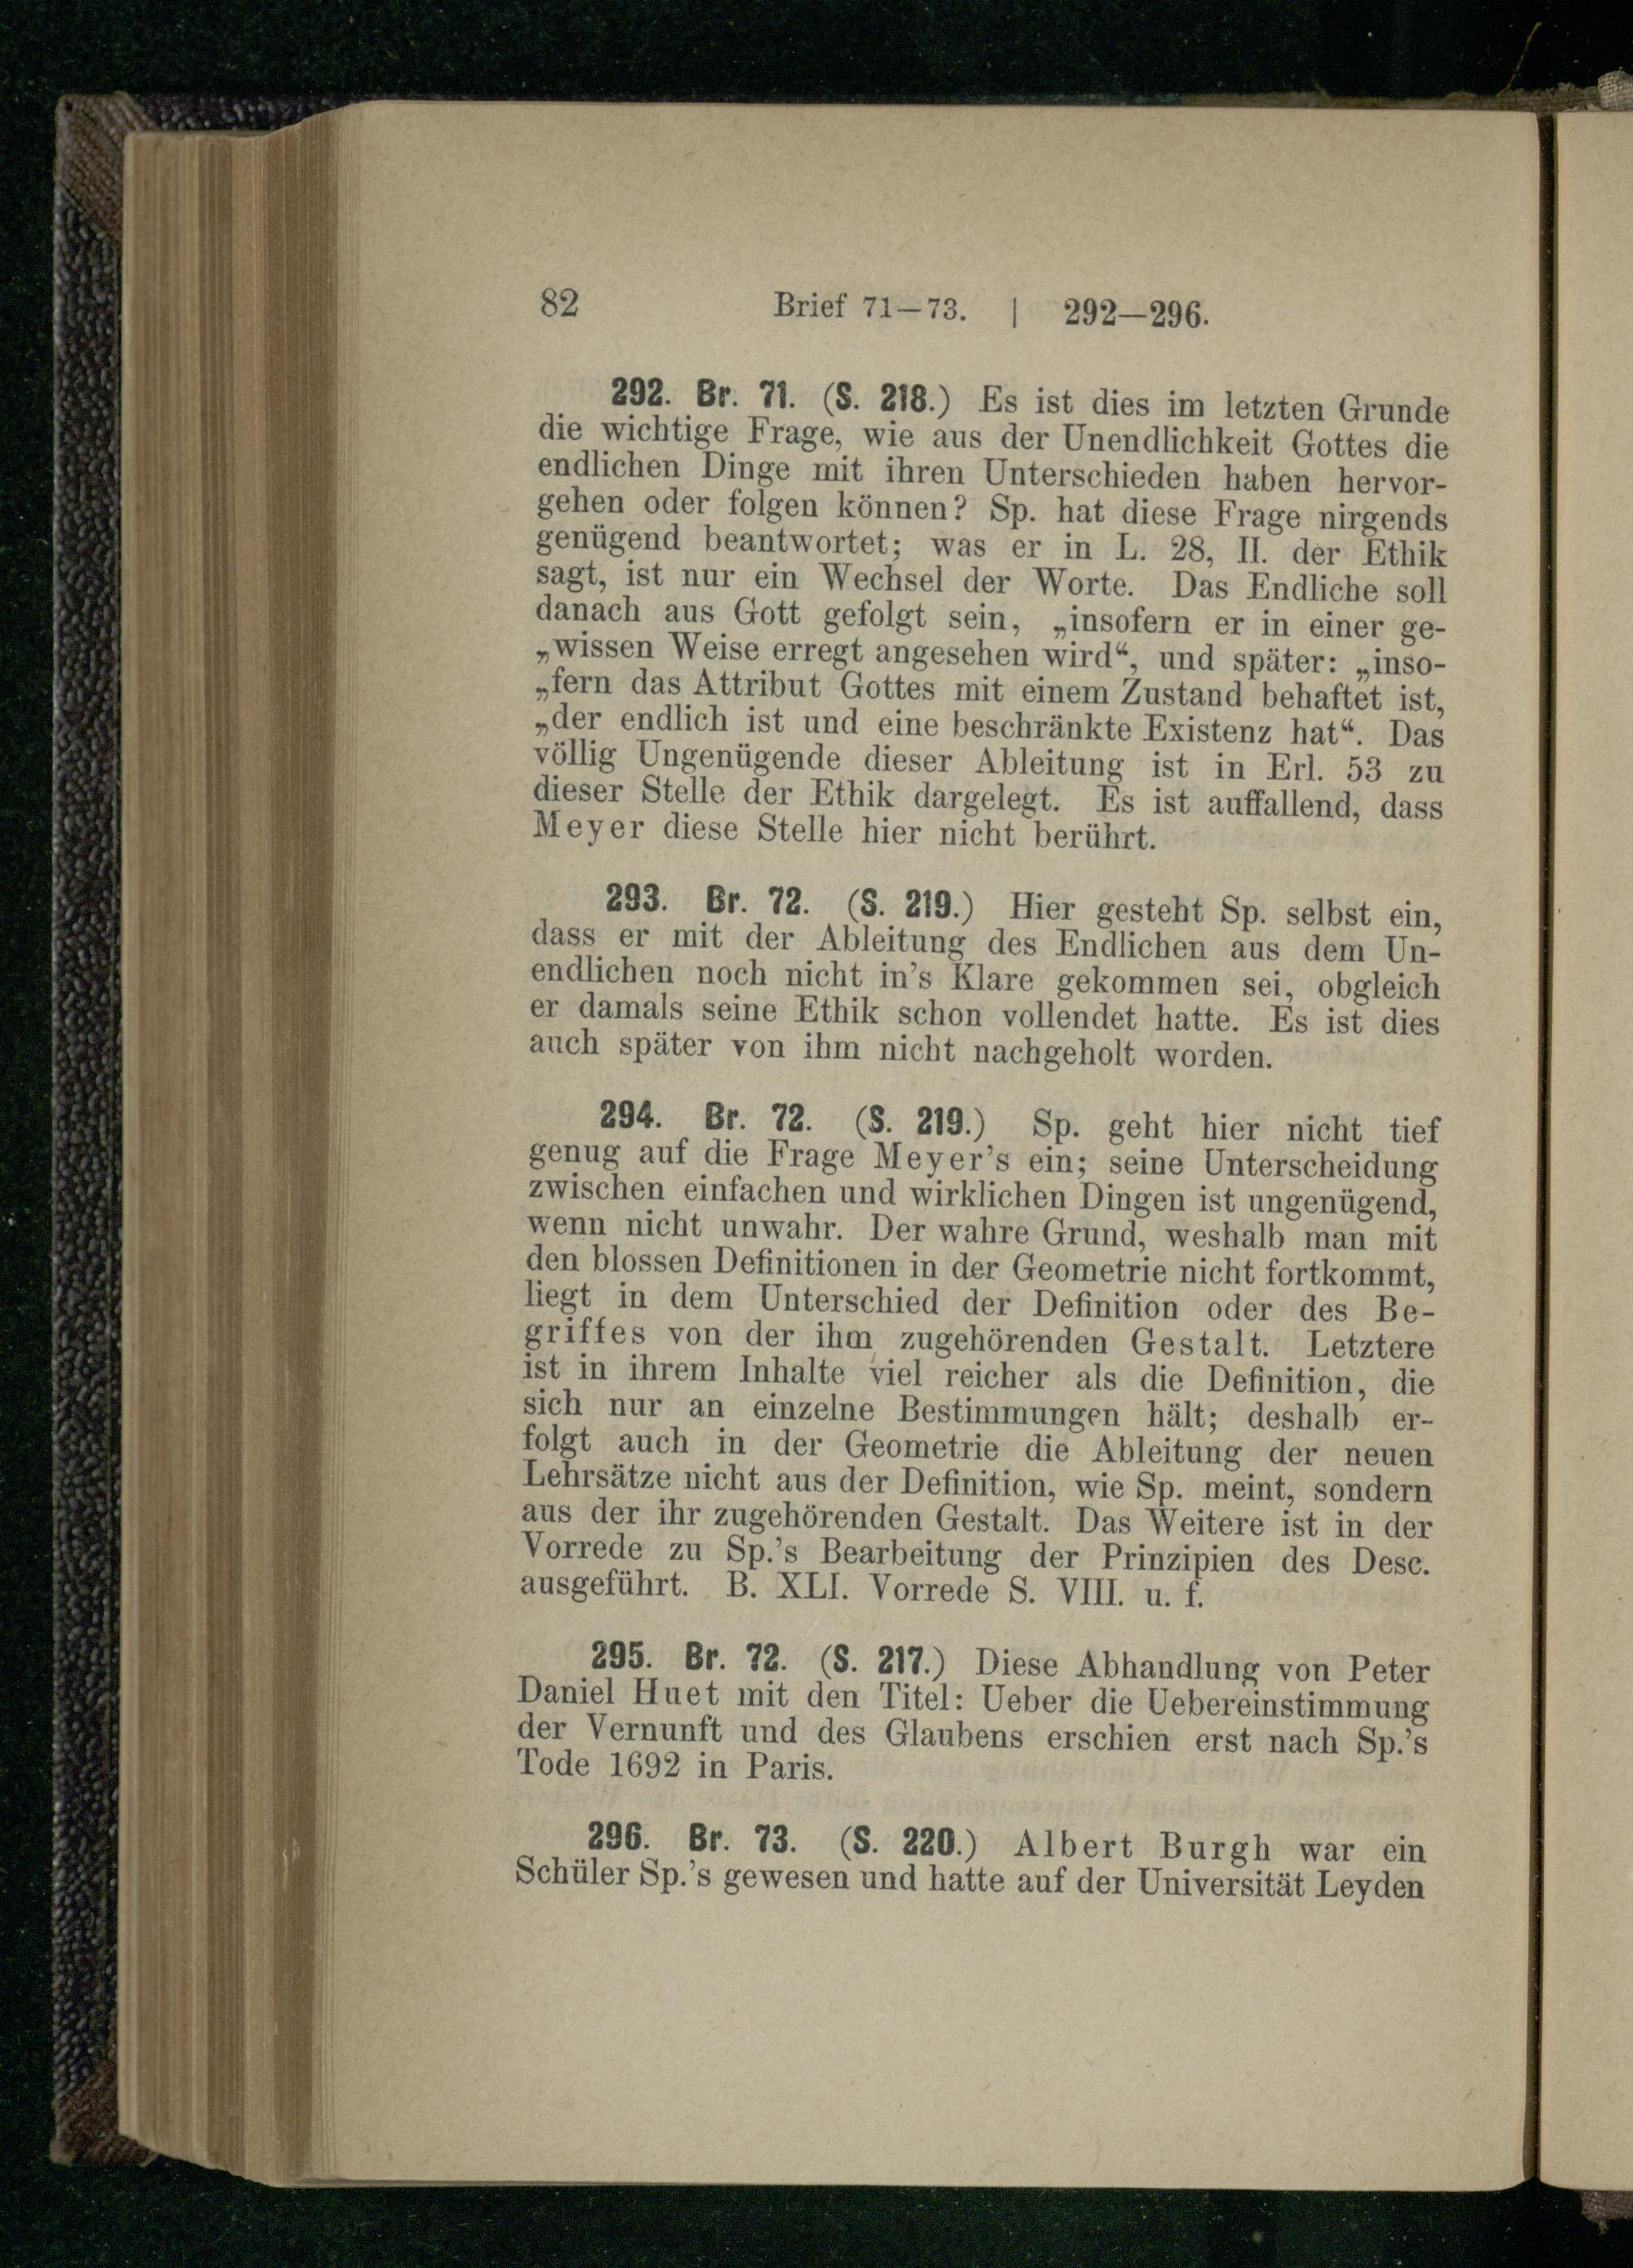 82 Brief 71—73. | 292—296.
292. Br. 71. (S. 218.) Es ist dies im letzten Grunde
die wichtige Frage, wie aus der Unendlichkeit Gottes die
endlichen Dinge mit ihren Unterschieden haben hervor-
gehen oder folgen können? Sp. hat diese Frage nirgends
genügend beantwortet; was er in L. 28, II. der Ethik
sagt, ist nur ein Wechsel der Worte. Das Endliche soll
danach aus Gott gefolgt sein, „insofern er in einer ge-
„wissen Weise erregt angesehen wird“, und später: „inso-
„fern das Attribut Gottes mit einem Zustand behaftet ist,
„der endlich ist und eine beschränkte Existenz hat“. Das
völlig Ungenügende dieser Ableitung ist in Erl. 53 zu
dieser Stelle der Ethik dargelegt. Es ist auffallend, dass
Meyer diese Stelle hier nicht berührt.
293. Br. 72. (S. 219.) Hier gesteht Sp. selbst ein,
dass er mit der Ableitung des Endlichen aus dem Un-
endlichen noch nicht in's Klare gekommen sei, obgleich
er damals seine Ethik schon vollendet hatte. Es ist dies
auch später von ihm nicht nachgeholt worden.
294. Br. 72. (S. 219.) Sp. geht hier nicht tief
genug auf die Frage Meyer's ein; seine Unterscheidung
zwischen einfachen und wirklichen Dingen ist ungenügend,
wenn nicht unwahr. Der wahre Grund, weshalb man mit
den blossen Definitionen in der Geometrie nicht fortkommt,
liegt in dem Unterschied der Definition oder des Be-
griffes von der ihm zugehörenden Gestalt. Letztere
ist in ihrem Inhalte viel reicher als die Definition, die
sich nur an einzelne Bestimmungen hält; deshalb er-
folgt auch in der Geometrie die Ableitung der neuen
Lehrsätze nicht aus der Definition, wie Sp. meint, sondern
aus der ihr zugehörenden Gestalt. Das Weitere ist in der
Vorrede zu Sp.'s Bearbeitung der Prinzipien des Desc.
ausgeführt. B. XLI. Vorrede S. VIII. u. f.
295. Br. 72. (S. 217.) Diese Abhandlung von Peter
Daniel Huet mit den Titel: Ueber die Uebereinstimmung
der Vernunft und des Glaubens erschien erst nach Sp.'s
Tode 1692 in Paris.
296. Br. 73. (S. 220.) Albert Burgh war ein
Schüler Sp.'s gewesen und hatte auf der Universität Leyden